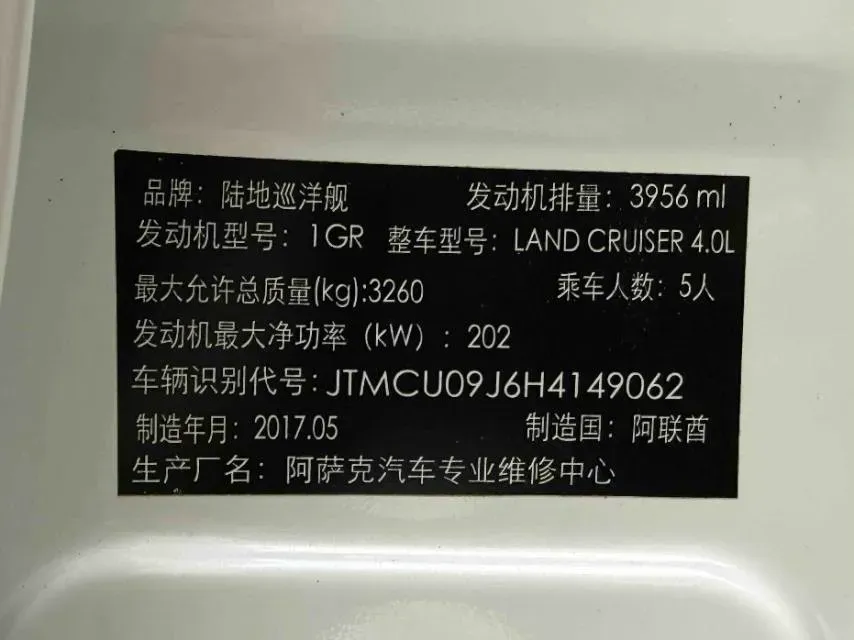 品牌：陆地巡洋舰 发动机排量：3956 ml
发动机型号：1GR 整车型号：LAND CRUISER 4.0L
最大允许总质量(kg):3260 乘车人数：5人
发动机最大净功率（kW）：202
车辆识别代号：JTMCU09J6H4149062
制造年月：2017.05 制造国：阿联酋
生产厂名：阿萨克汽车专业维修中心